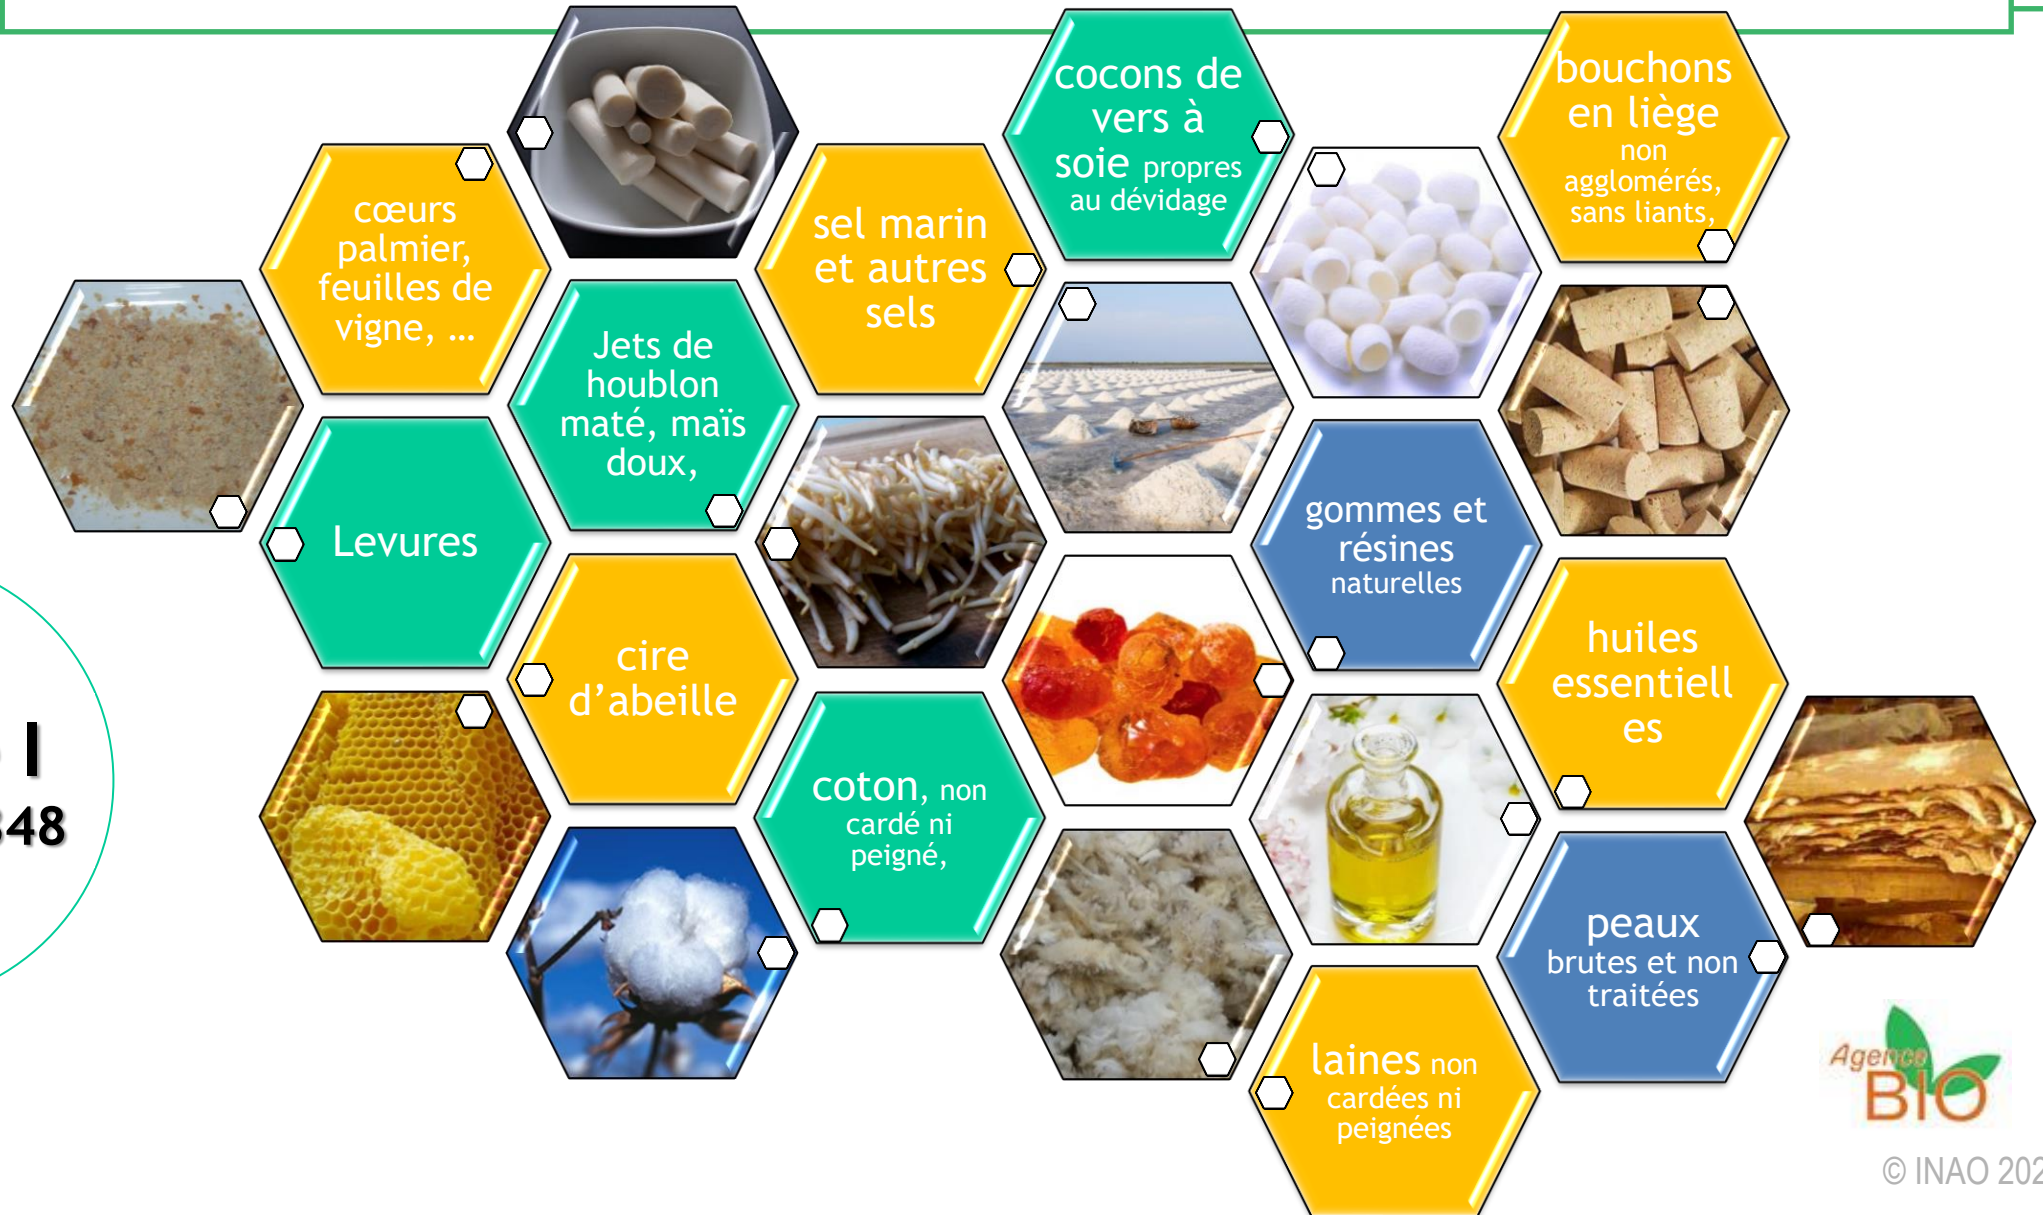 cocons de
vers à
soie propres
au dévidage
bouchons
en liège
non
agglomérés,
sans liants,
cœurs
palmier,
feuilles de
vigne, ...
sel marin
et autres
sels
Jets de
houblon
maté, maïs
doux,
Levures
gommes et
résines
naturelles
cire
d’abeille
huiles
essentiell
es
coton, non
cardé ni
peigné,
peaux
brutes et non
traitées
laines non
cardées ni
peignées
I
348
Agence
BIO
© INAO 202